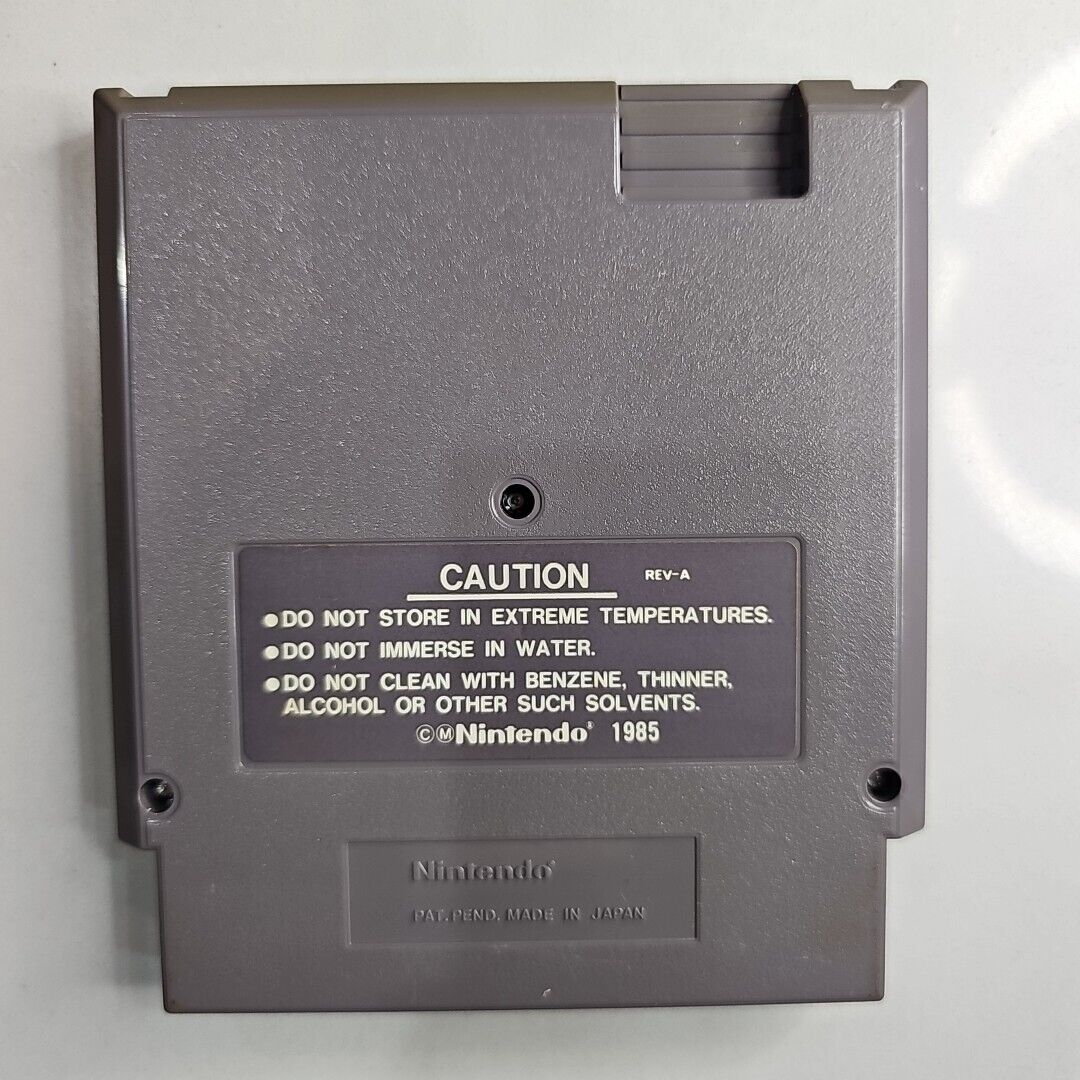 CAUTION REV-A
●DO NOT STORE IN EXTREME TEMPERATURES.
●DO NOT IMMERSE IN WATER.
●DO NOT CLEAN WITH BENZENE, THINNER,
ALCOHOL OR OTHER SUCH SOLVENTS.
©ⓂNintendo® 1985
Nintendo®
PAT. PEND. MADE IN JAPAN